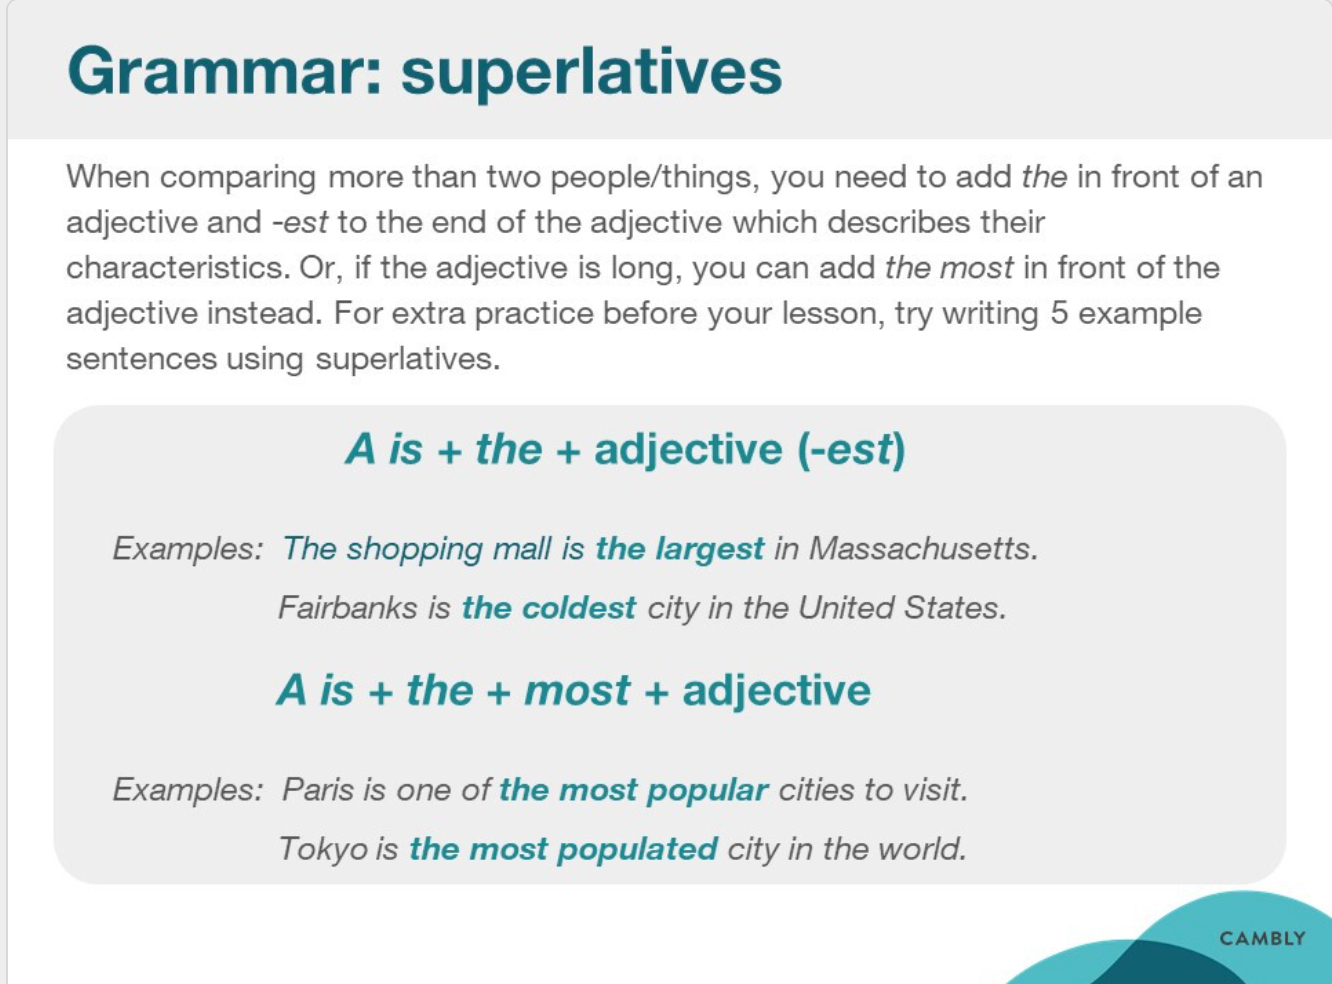 Grammar: superlatives
When comparing more than two people/things, you need to add the in front of an
adjective and -est to the end of the adjective which describes their
characteristics. Or, if the adjective is long, you can add the most in front of the
adjective instead. For extra practice before your lesson, try writing 5 example
sentences using superlatives.
A is + the + adjective (-est)
Examples: The shopping mall is the largest in Massachusetts.
Fairbanks is the coldest city in the United States.
A is + the + most + adjective
Examples: Paris is one of the most popular cities to visit.
Tokyo is the most populated city in the world.
CAMBLY